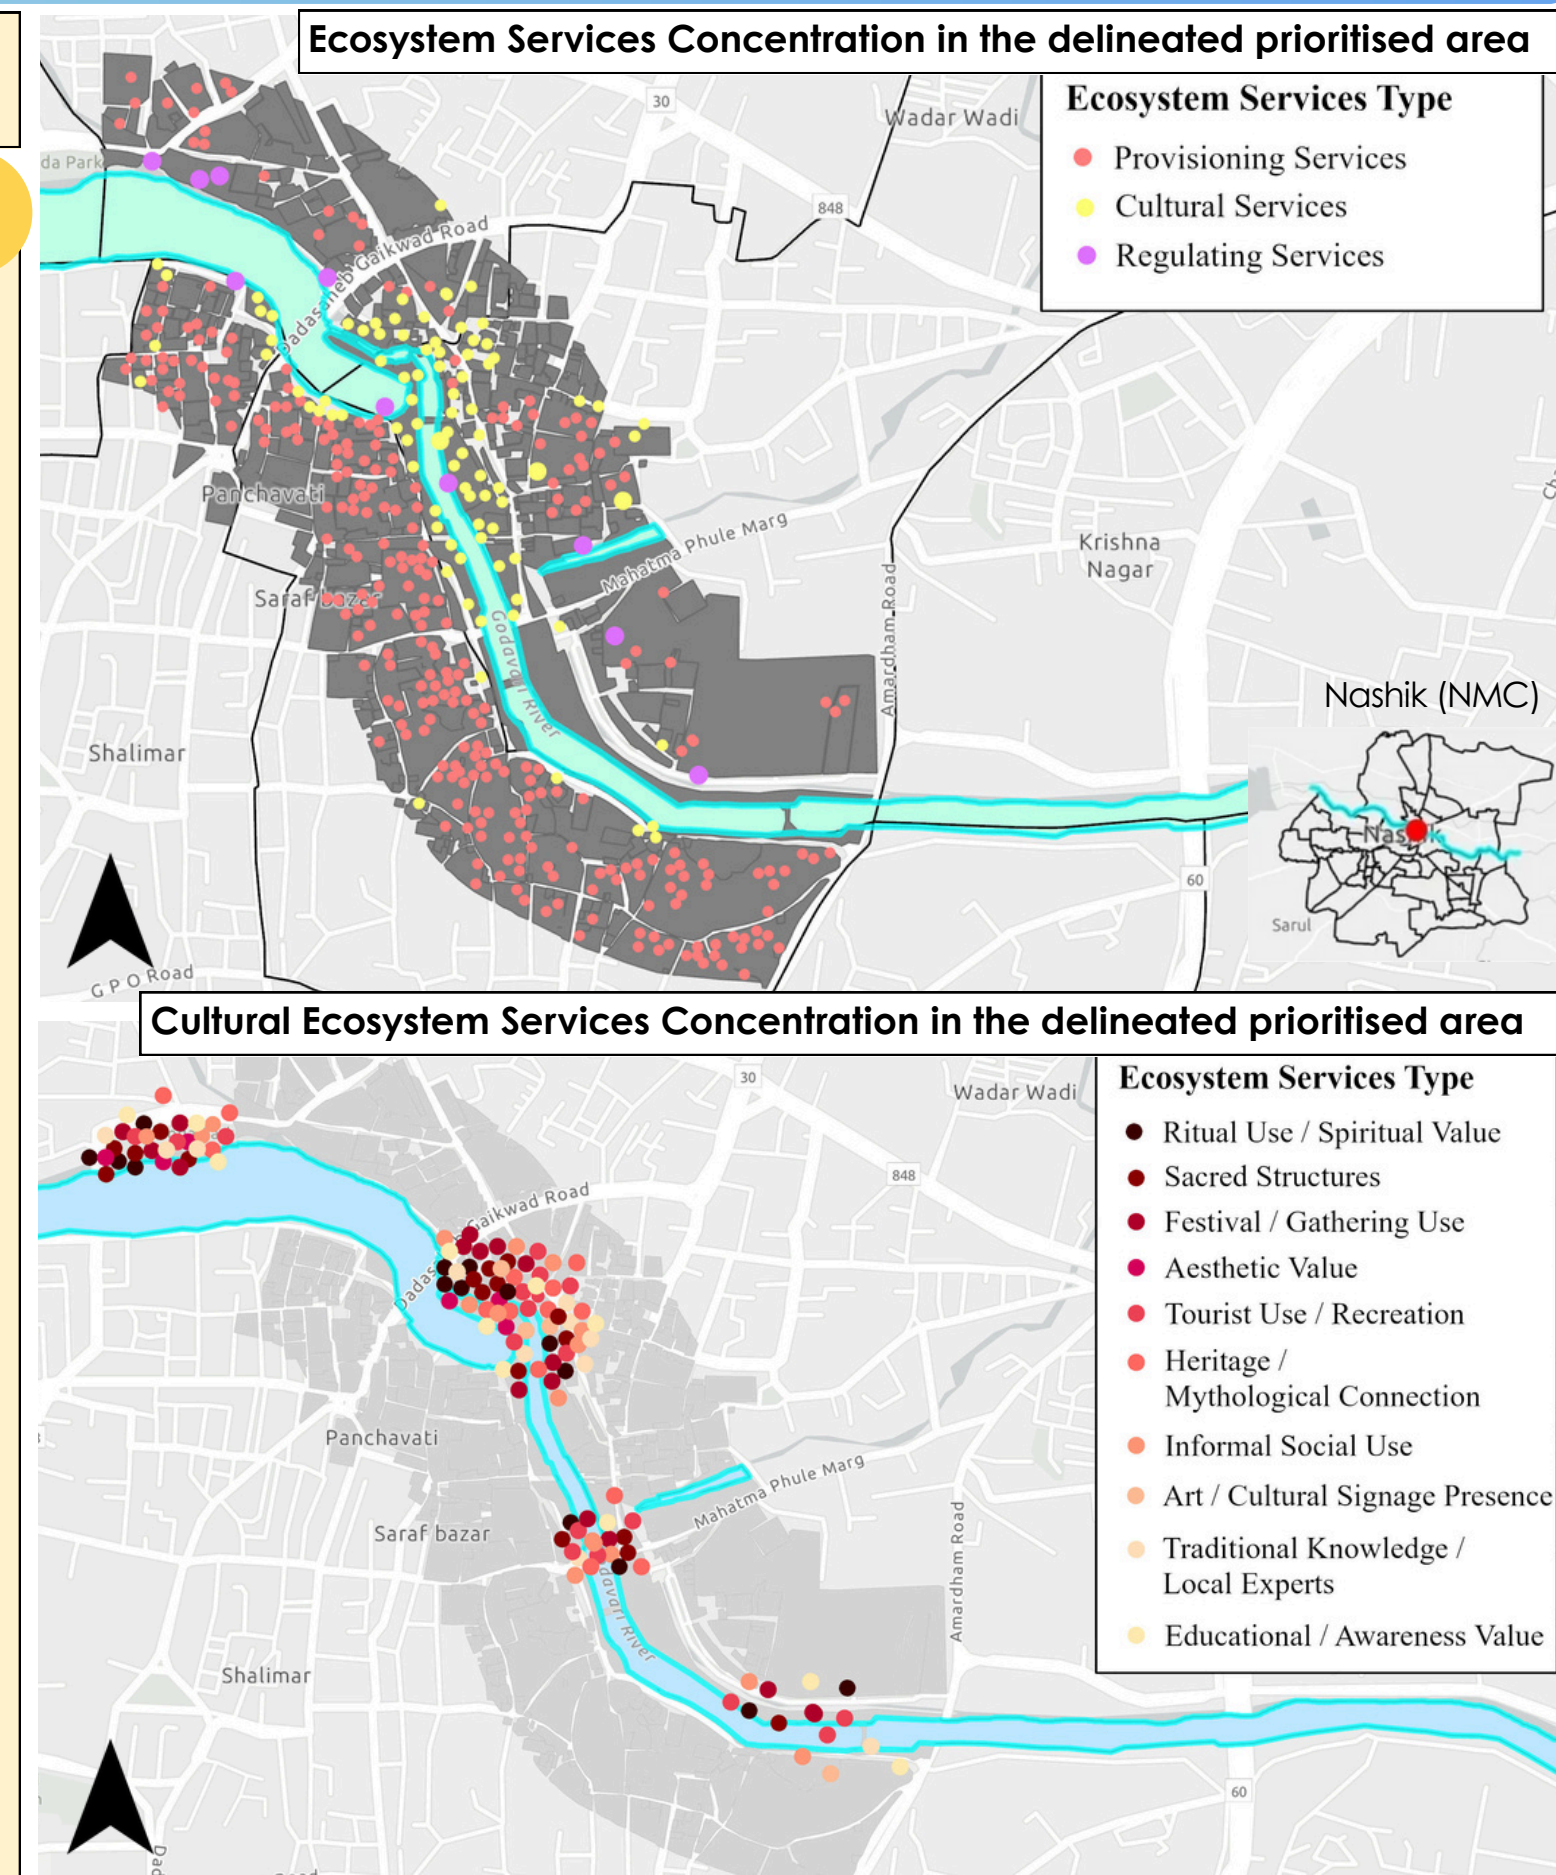 Ecosystem Services Concentration in the delineated prioritised area
Ecosystem Services Type
Provisioning Services
Cultural Services
Regulating Services
30
Wadar Wadi
848
da Park
Dadasaheb Gaikwad Road
Panchavati
Saraf bazar
Mahatma Phule Marg
Krishna
Nagar
Amardham Road
Godavari River
Shalimar
G P O Road
60
Nashik (NMC)
Nashik
Sarul
Cultural Ecosystem Services Concentration in the delineated prioritised area
Ecosystem Services Type
Ritual Use / Spiritual Value
Sacred Structures
Festival / Gathering Use
Aesthetic Value
Tourist Use / Recreation
Heritage /
Mythological Connection
Informal Social Use
Art / Cultural Signage Presence
Traditional Knowledge /
Local Experts
Educational / Awareness Value
30
Wadar Wadi
848
Dadas
Gaikwad Road
Panchavati
Saraf bazar
Mahatma Phule Marg
Amardham Road
davari River
Shalimar
60
Dad